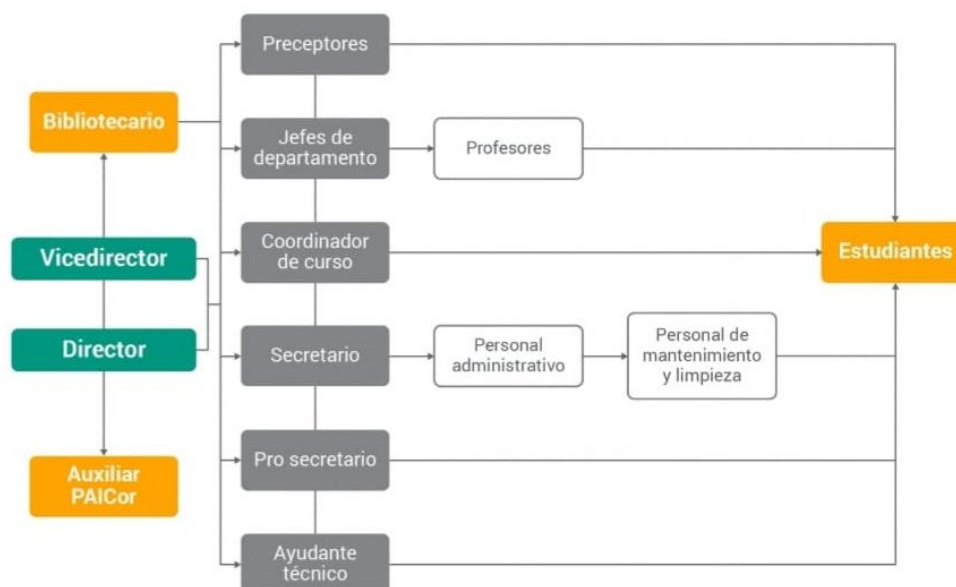 Preceptores
Bibliotecario
Jefes de
departamento
Profesores
Vicedirector
Coordinador
de curso
Estudiantes
Director
Secretario
Personal
administrativo
Personal de
mantenimiento
y limpieza
Auxiliar
PAICor
Pro secretario
Ayudante
técnico